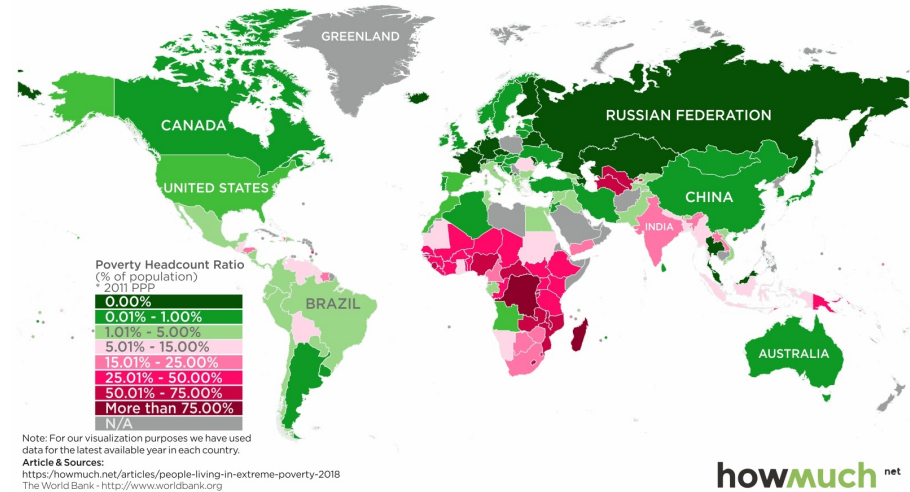 GREENLAND
RUSSIAN FEDERATION
CANADA
UNITED STATES
CHINA
INDIA
Poverty Headcount Ratio
(% of population)
* 2011 PPP
BRAZIL
0.00%
0.01% - 1.00%
1.01% - 5.00%
5.01% - 15.00%
15.01% - 25.00%
25.01% - 50.00%
50.01% - 75.00%
More than 75.00%
N/A
AUSTRALIA
Note: For our visualization purposes we have used
data for the latest available year in each country.
Article & Sources:
https:/howmuch.net/articles/people-living-in-extreme-poverty-2018
The World Bank - http://www.worldbank.org
howmuch net